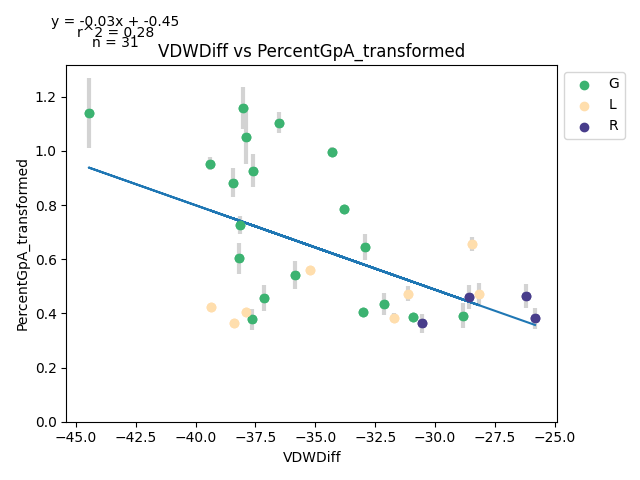 y = -0.03x + -0.45
r^2 = 0.28
n = 31
VDWDiff vs PercentGpA_transformed
G
L
R
PercentGpA_transformed
1.2
1.0
0.8
0.6
0.4
0.2
0.0
−45.0 −42.5 −40.0 −37.5 −35.0 −32.5 −30.0 −27.5 −25.0
VDWDiff